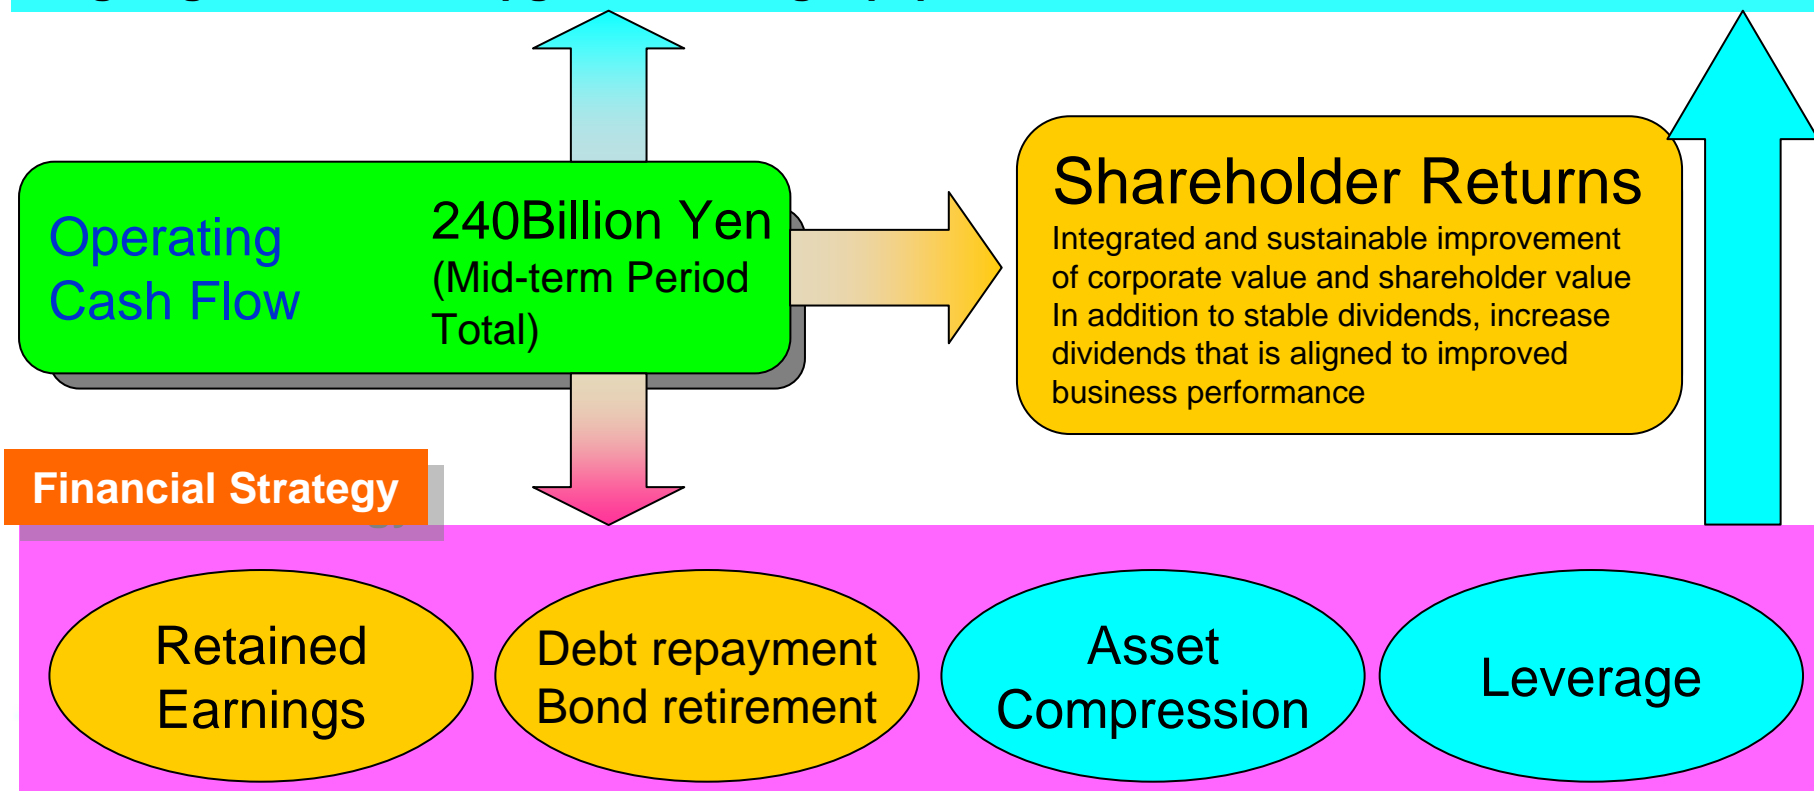 Operating
Cash Flow
240Billion Yen
(Mid-term Period
Total)
Shareholder Returns
Integrated and sustainable improvement
of corporate value and shareholder value
In addition to stable dividends, increase
dividends that is aligned to improved
business performance
Financial Strategy
Retained
Earnings
Debt repayment
Bond retirement
Asset
Compression
Leverage